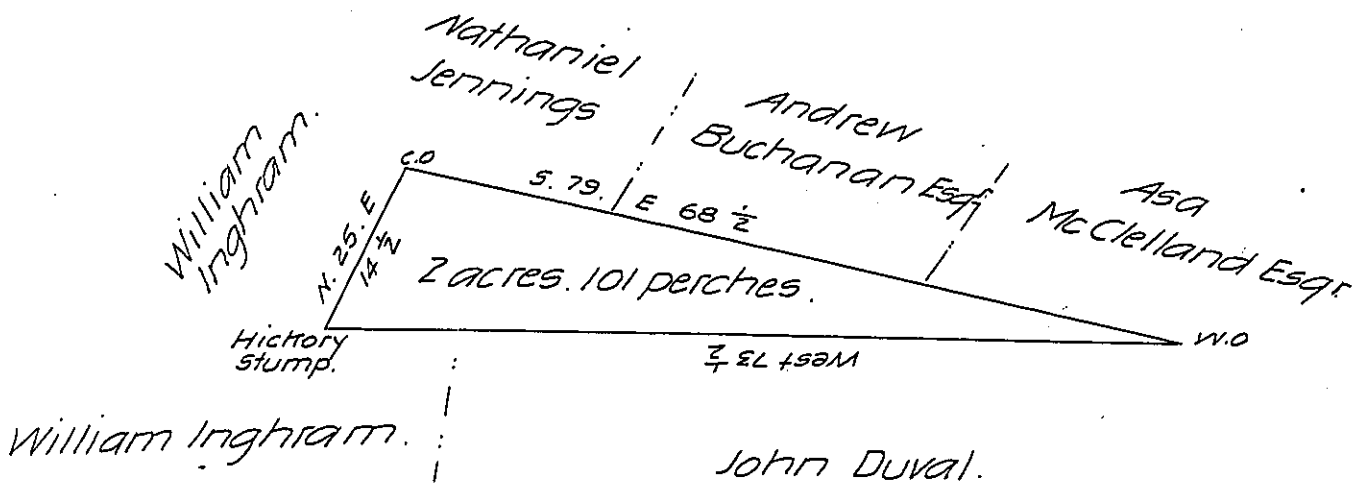 Nathaniel
Jennings
Andrew
Buchanan Esqr
Asa
McClelland Esqr.
William
Inghram.
C.O
S. 79. E 68 1/2
N. 25. E
14 1/2
2 acres. 101 perches.
W.O
Hickory
Stump.
West 73 1/2
William Inghram.
John Duval.